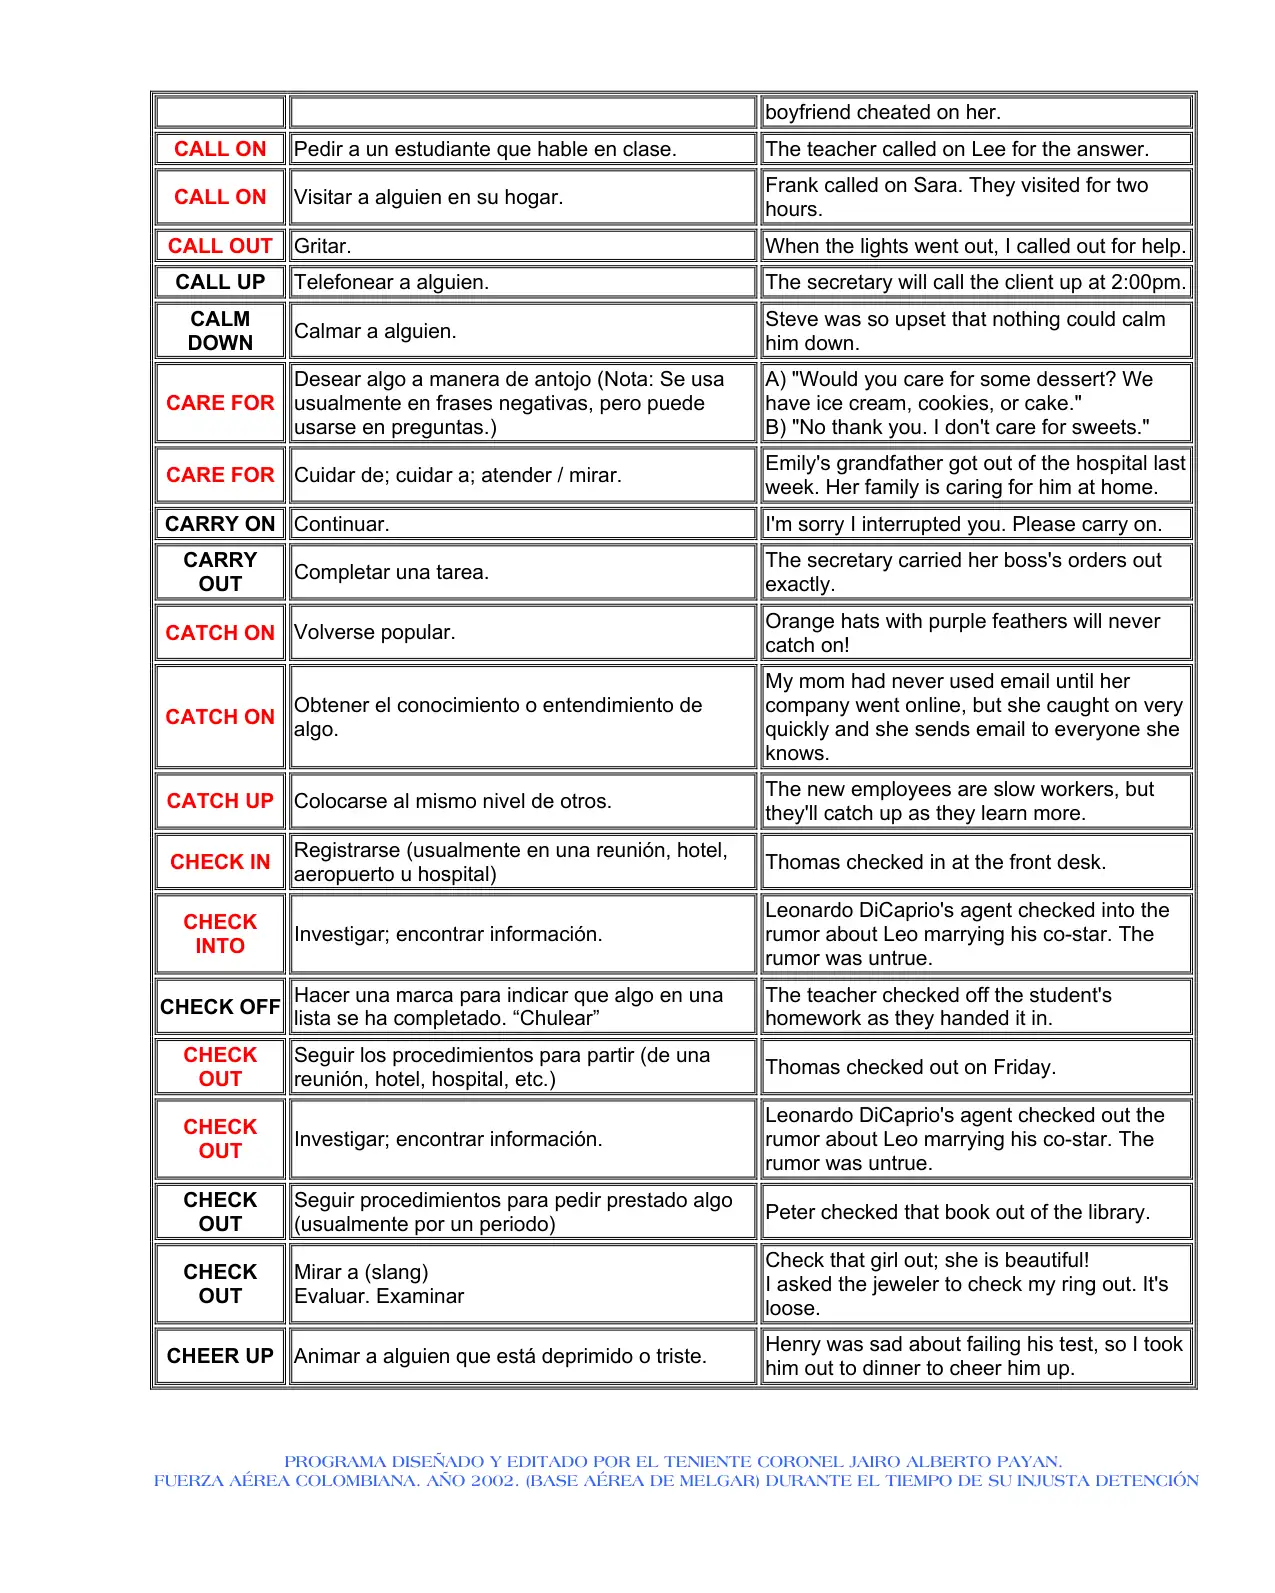 boyfriend cheated on her.
CALL ON
Pedir a un estudiante que hable en clase.
The teacher called on Lee for the answer.
CALL ON
Visitar a alguien en su hogar.
Frank called on Sara. They visited for two
hours.
CALL OUT
Gritar.
When the lights went out, I called out for help.
CALL UP
Telefonear a alguien.
The secretary will call the client up at 2:00pm.
CALM
DOWN
Calmar a alguien.
Steve was so upset that nothing could calm
him down.
CARE FOR
Desear algo a manera de antojo (Nota: Se usa
usualmente en frases negativas, pero puede
usarse en preguntas.)
A) "Would you care for some dessert? We
have ice cream, cookies, or cake."
B) "No thank you. I don't care for sweets."
CARE FOR
Cuidar de; cuidar a; atender / mirar.
Emily's grandfather got out of the hospital last
week. Her family is caring for him at home.
CARRY ON
Continuar.
I'm sorry I interrupted you. Please carry on.
CARRY
OUT
Completar una tarea.
The secretary carried her boss's orders out
exactly.
CATCH ON
Volverse popular.
Orange hats with purple feathers will never
catch on!
CATCH ON
Obtener el conocimiento o entendimiento de
algo.
My mom had never used email until her
company went online, but she caught on very
quickly and she sends email to everyone she
knows.
CATCH UP
Colocarse al mismo nivel de otros.
The new employees are slow workers, but
they'll catch up as they learn more.
CHECK IN
Registrarse (usualmente en una reunión, hotel,
aeropuerto u hospital)
Thomas checked in at the front desk.
CHECK
INTO
Investigar; encontrar información.
Leonardo DiCaprio's agent checked into the
rumor about Leo marrying his co-star. The
rumor was untrue.
CHECK OFF
Hacer una marca para indicar que algo en una
lista se ha completado. “Chulear”
The teacher checked off the student's
homework as they handed it in.
CHECK
OUT
Seguir los procedimientos para partir (de una
reunión, hotel, hospital, etc.)
Thomas checked out on Friday.
CHECK
OUT
Investigar; encontrar información.
Leonardo DiCaprio's agent checked out the
rumor about Leo marrying his co-star. The
rumor was untrue.
CHECK
OUT
Seguir procedimientos para pedir prestado algo
(usualmente por un periodo)
Peter checked that book out of the library.
CHECK
OUT
Mirar a (slang)
Evaluar. Examinar
Check that girl out; she is beautiful!
I asked the jeweler to check my ring out. It's
loose.
CHEER UP
Animar a alguien que está deprimido o triste.
Henry was sad about failing his test, so I took
him out to dinner to cheer him up.
PROGRAMA DISEÑADO Y EDITADO POR EL TENIENTE CORONEL JAIRO ALBERTO PAYAN.
FUERZA AÉREA COLOMBIANA. AÑO 2002. (BASE AÉREA DE MELGAR) DURANTE EL TIEMPO DE SU INJUSTA DETENCIÓN